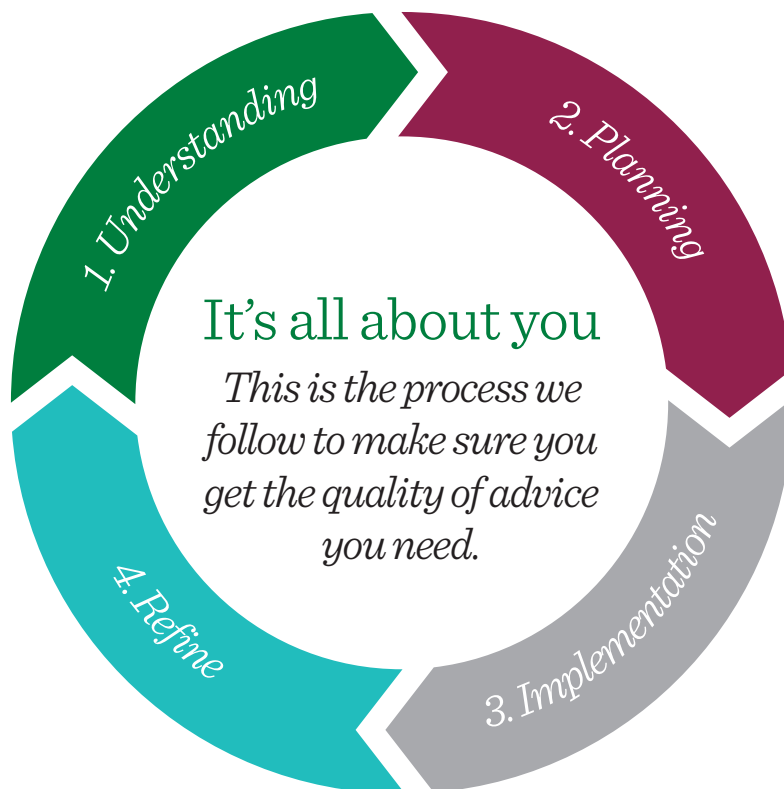 1. Understanding
2. Planning
3. Implementation
4. Refine
It’s all about you
This is the process we
follow to make sure you
get the quality of advice
you need.